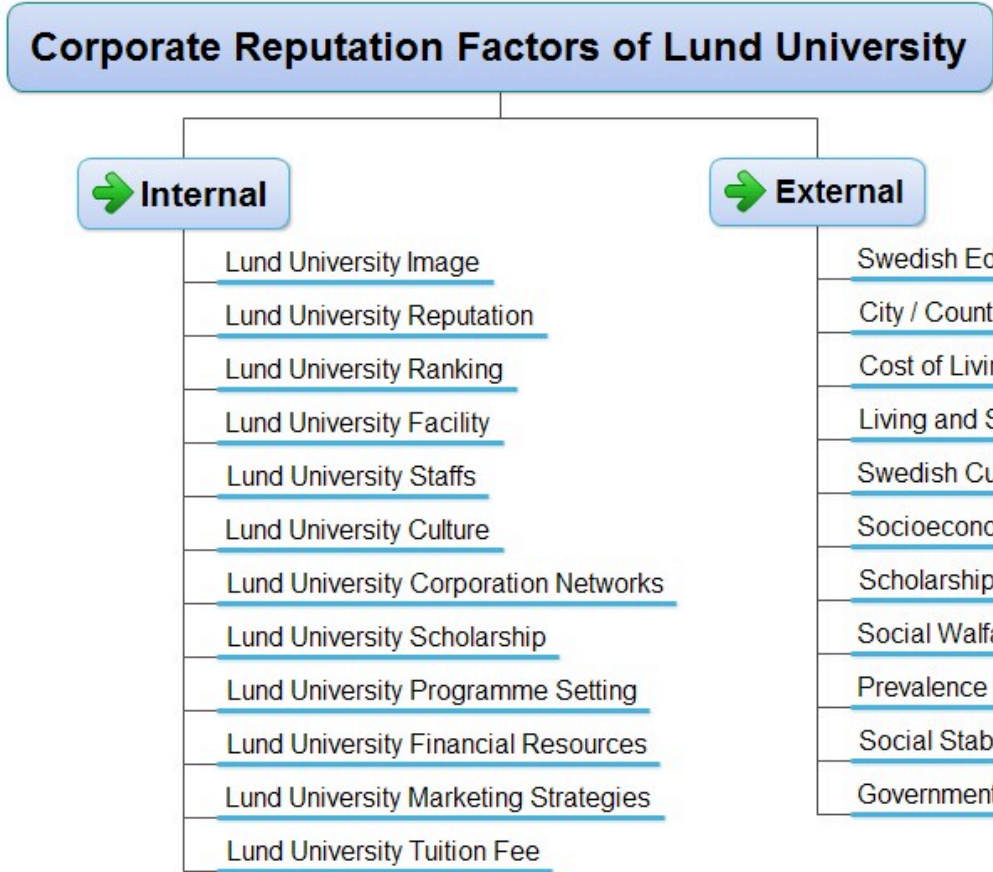 Corporate Reputation Factors of Lund University
Internal
Lund University Image
Lund University Reputation
Lund University Ranking
Lund University Facility
Lund University Staffs
Lund University Culture
Lund University Corporation Networks
Lund University Scholarship
Lund University Programme Setting
Lund University Financial Resources
Lund University Marketing Strategies
Lund University Tuition Fee
External
Swedish
City /
Cost of
Living and
Swedish
Scholarship
Social
Prevalence
Social
Government